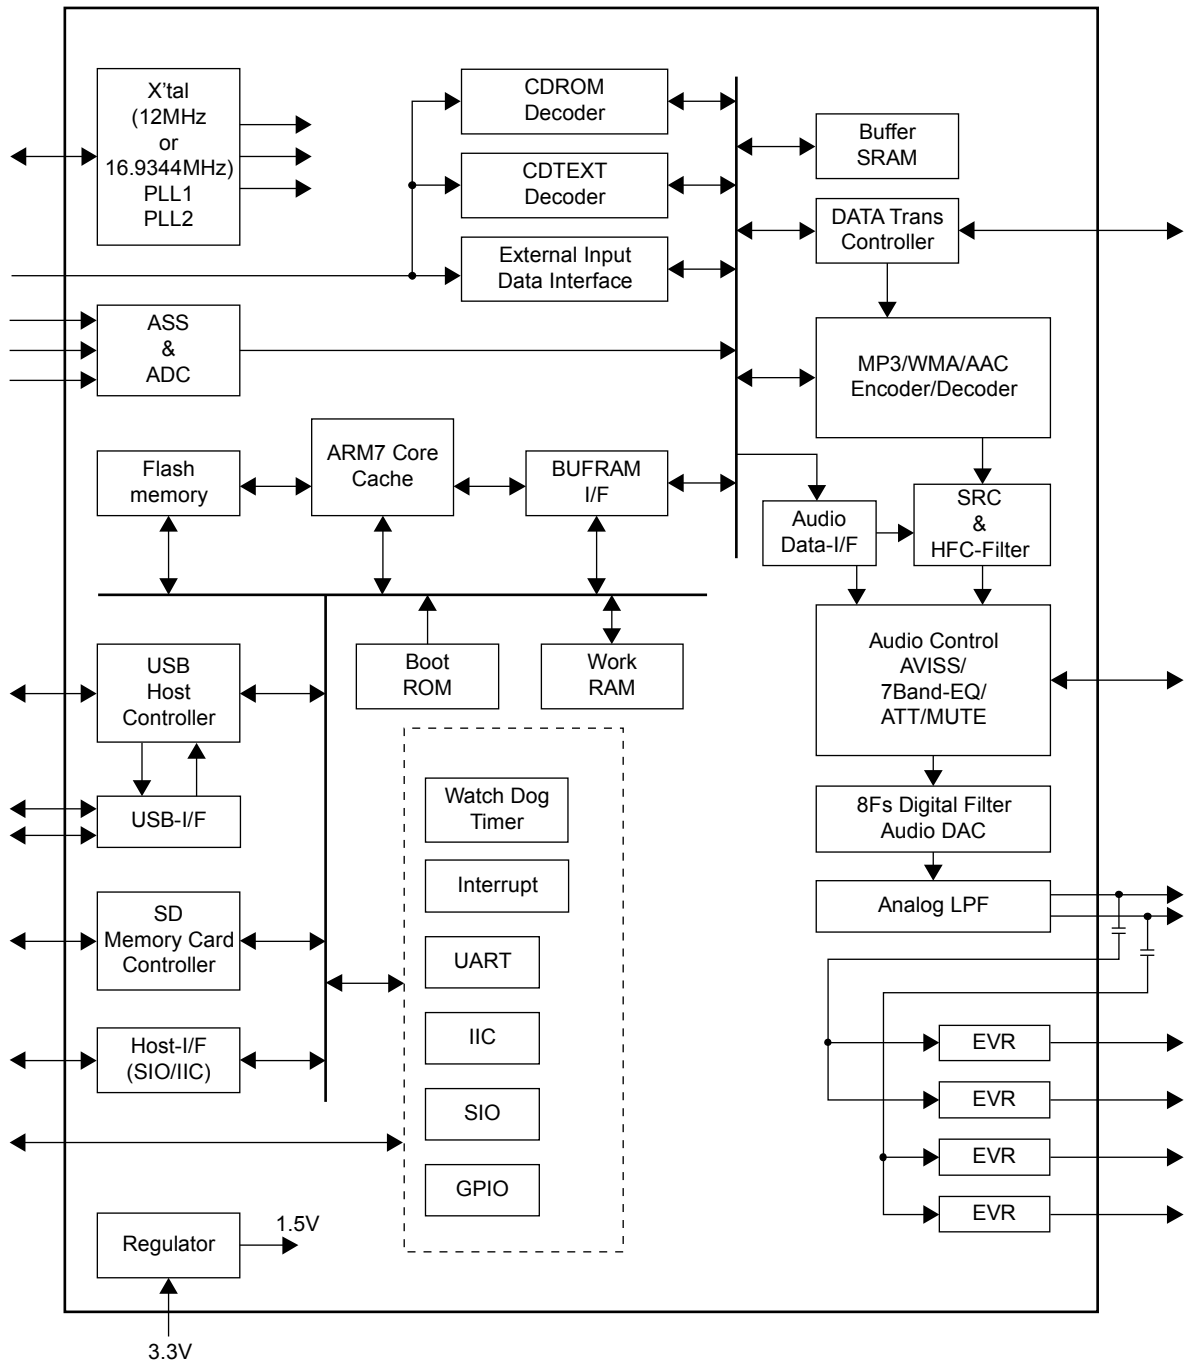 X'tal
(12MHz
or
16.9344MHz)
PLL1
PLL2
CDROM
Decoder
CDTEXT
Decoder
External Input
Data Interface
Buffer
SRAM
DATA Trans
Controller
ASS
&
ADC
MP3/WMA/AAC
Encoder/Decoder
Flash
memory
ARM7 Core
Cache
BUFRAM
I/F
Audio
Data-I/F
SRC
&
HFC-Filter
USB
Host
Controller
Boot
ROM
Work
RAM
Audio Control
AVISS/
7Band-EQ/
ATT/MUTE
USB-I/F
Watch Dog
Timer
8Fs Digital Filter
Audio DAC
Interrupt
Analog LPF
SD
Memory Card
Controller
UART
Host-I/F
(SIO/IIC)
IIC
EVR
SIO
EVR
EVR
GPIO
EVR
Regulator
1.5V
3.3V